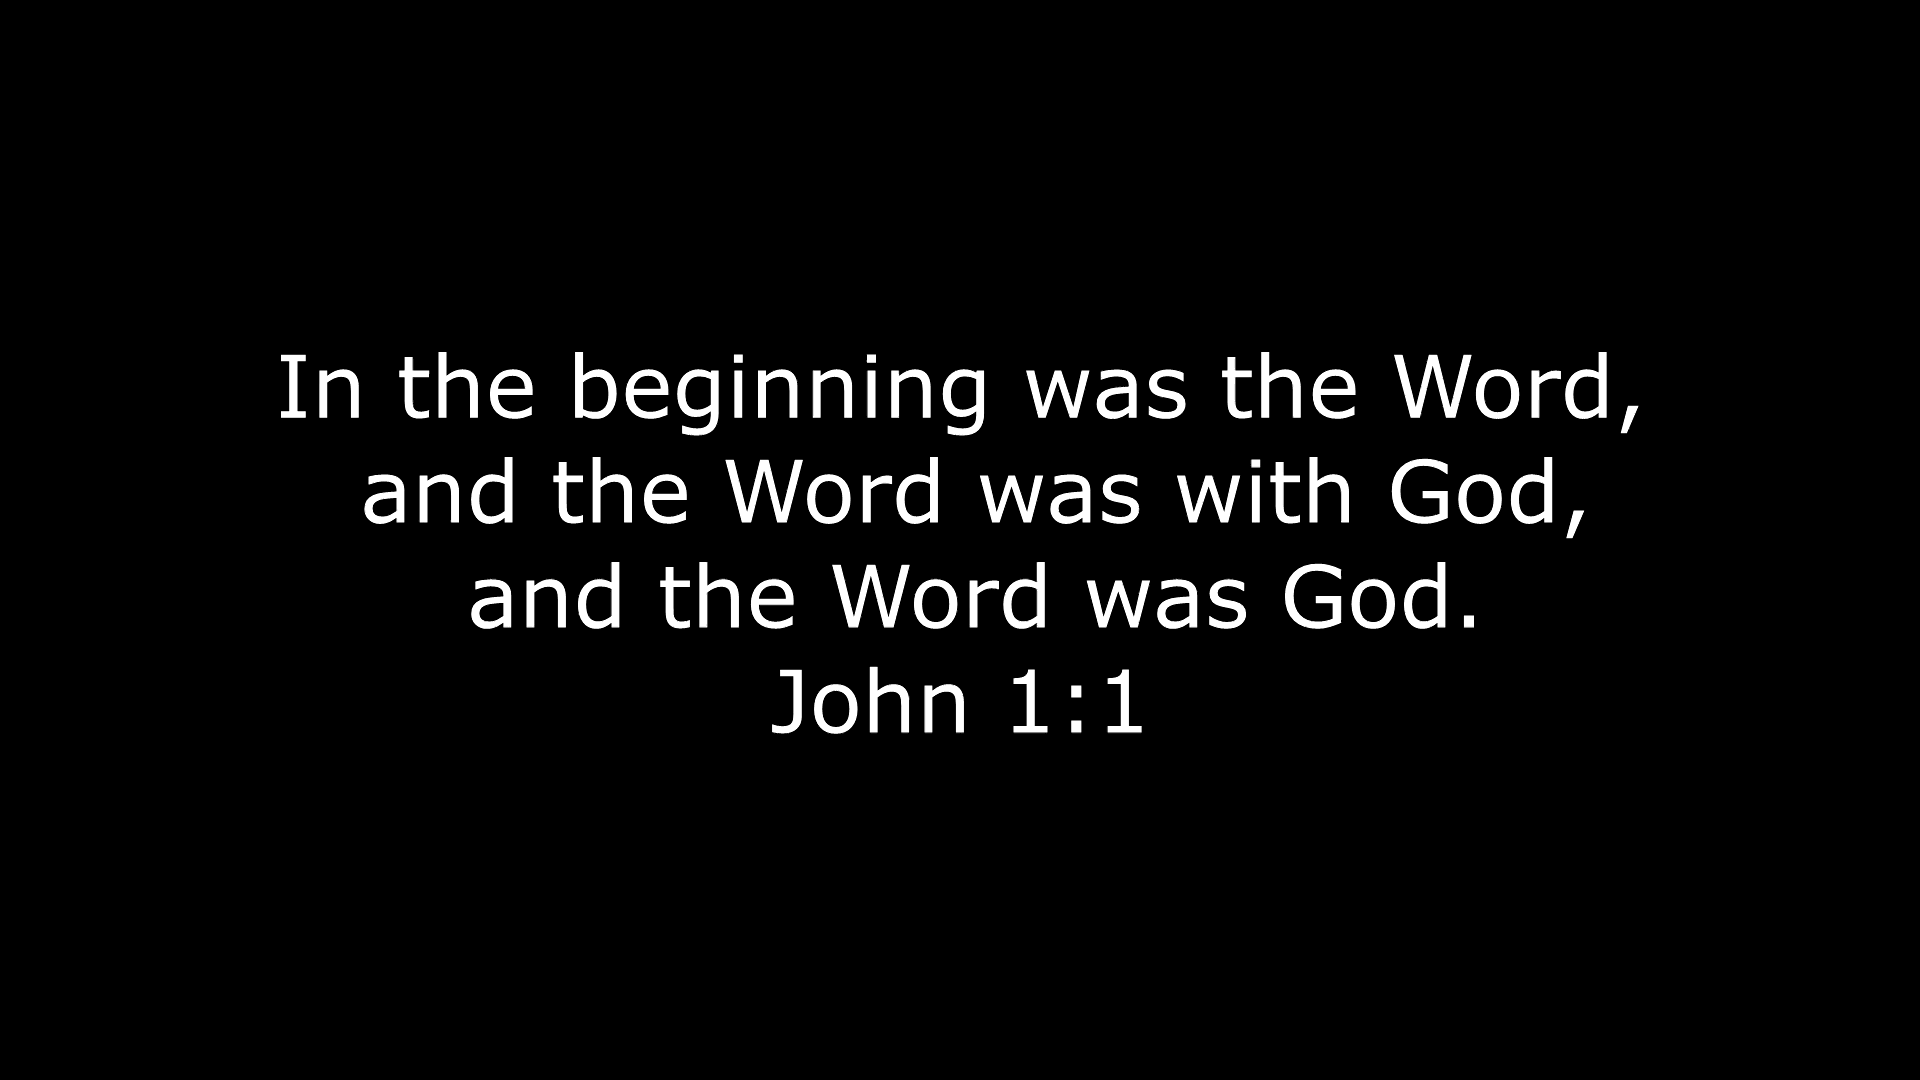 In the beginning was the Word,
and the Word was with God,
and the Word was God.
John 1:1